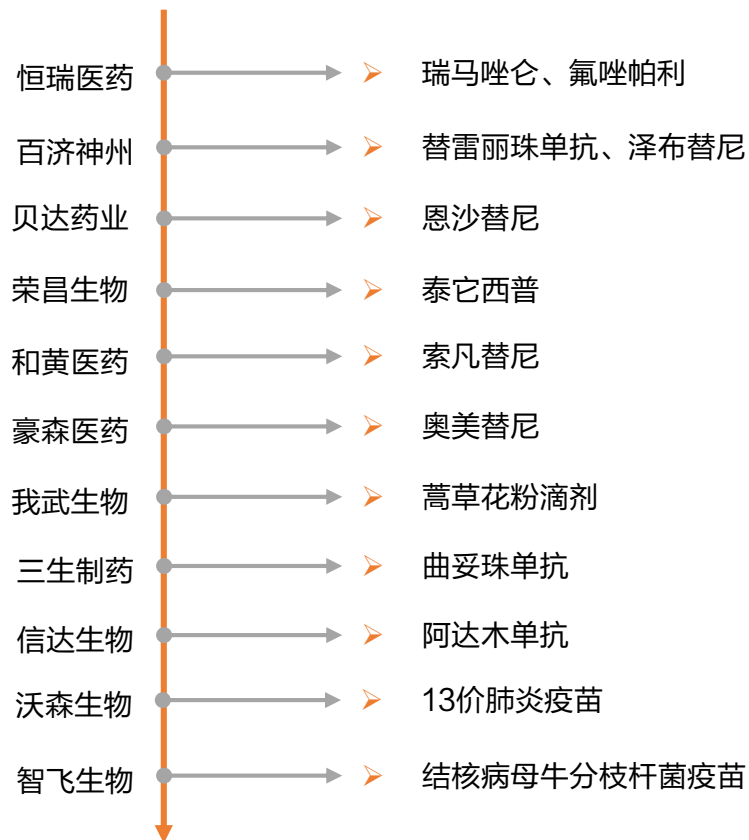 恒瑞医药 瑞马唑仑、氟唑帕利
百济神州 替雷丽珠单抗、泽布替尼
贝达药业 恩沙替尼
荣昌生物 泰它西普
和黄医药 索凡替尼
豪森医药 奥美替尼
我武生物 蒿草花粉滴剂
三生制药 曲妥珠单抗
信达生物 阿达木单抗
沃森生物 13价肺炎疫苗
智飞生物 结核病母牛分枝杆菌疫苗